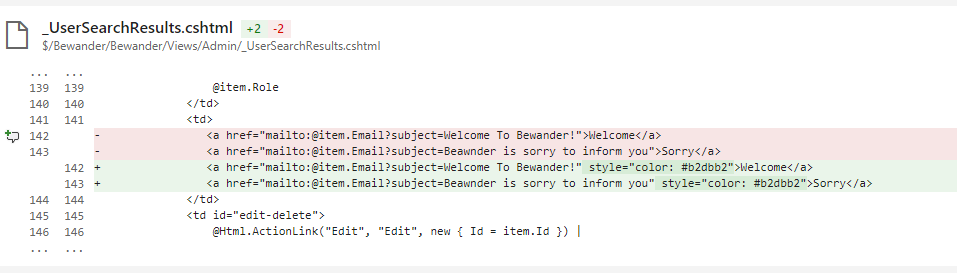 _UserSearchResults.cshtml +2 -2
$/Bewander/Bewander/Views/Admin/_UserSearchResults.cshtml
... ...
139 139 @item.Role
140 140 </td>
141 141 <td>
142 - <a href="mailto:@item.Email?subject=Welcome To Bewander!">Welcome</a>
143 - <a href="mailto:@item.Email?subject=Beawnder is sorry to inform you">Sorry</a>
142 + <a href="mailto:@item.Email?subject=Welcome To Bewander!" style="color: #b2dbb2">Welcome</a>
143 + <a href="mailto:@item.Email?subject=Beawnder is sorry to inform you" style="color: #b2dbb2">Sorry</a>
144 144 </td>
145 145 <td id="edit-delete">
146 146 @Html.ActionLink("Edit", "Edit", new { Id = item.Id }) |
... ...